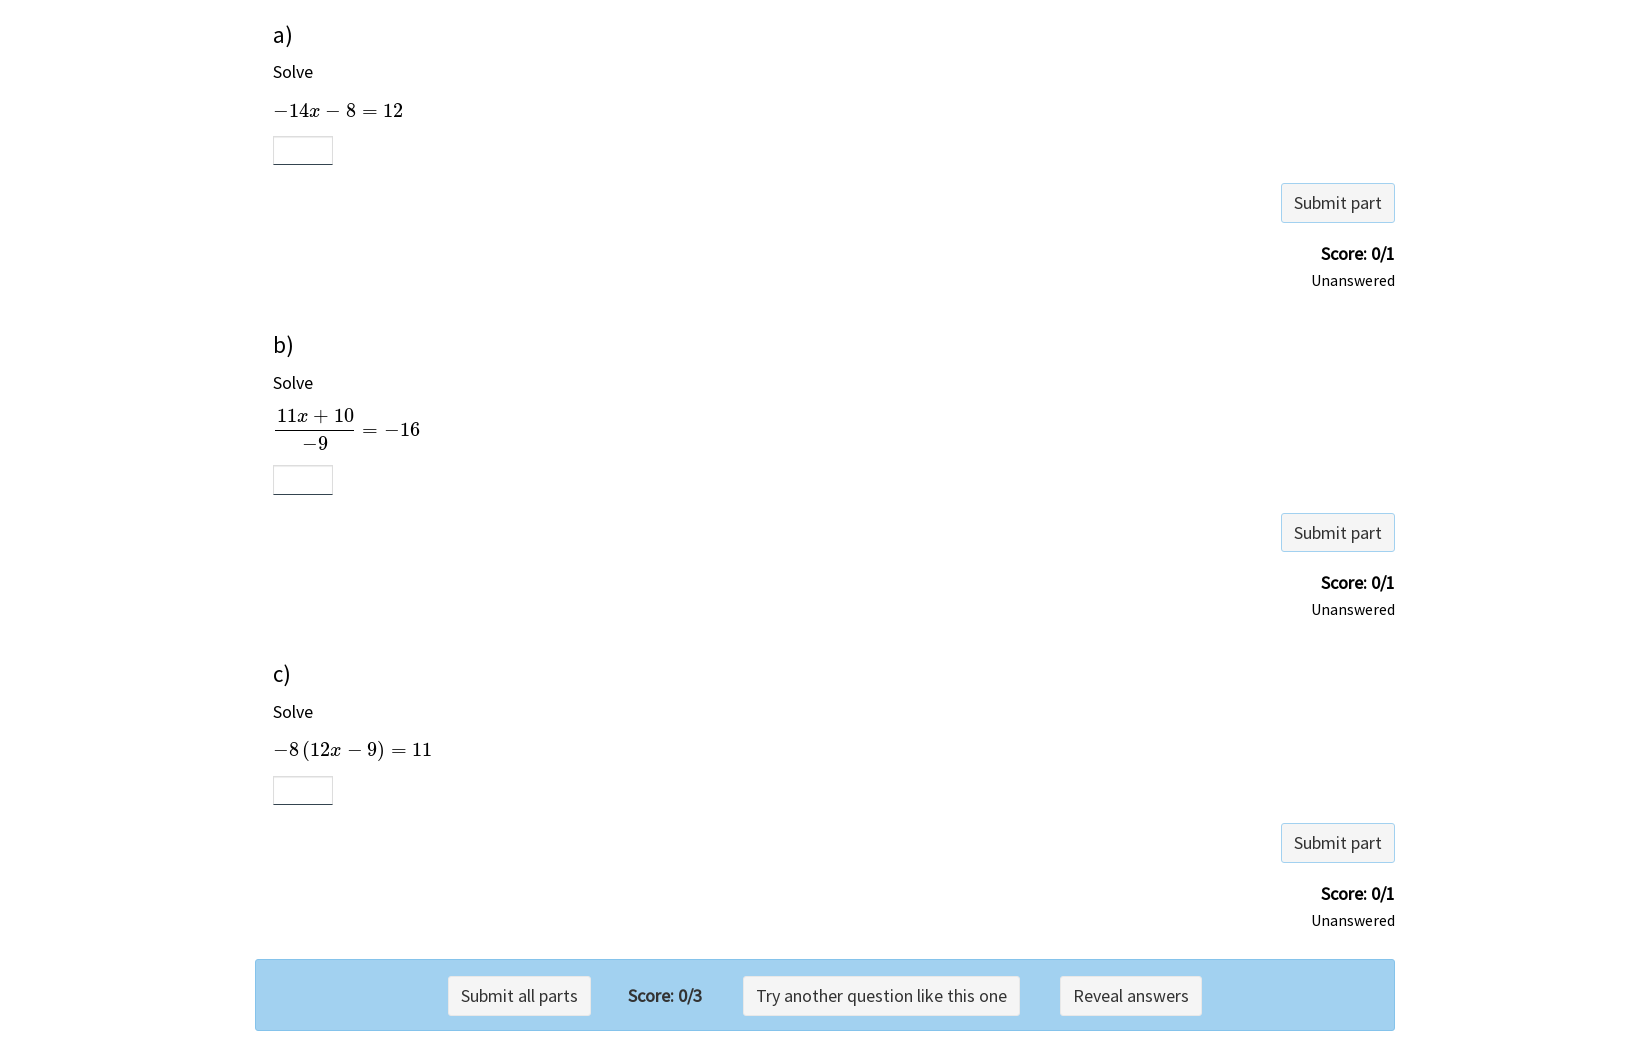 a)
Solve
−14x − 8 = 12
Submit part
Score: 0/1
Unanswered
b)
Solve
11x + 10
−9
= −16
Submit part
Score: 0/1
Unanswered
c)
Solve
−8 (12x − 9) = 11
Submit part
Score: 0/1
Unanswered
Submit all parts Score: 0/3 Try another question like this one Reveal answers